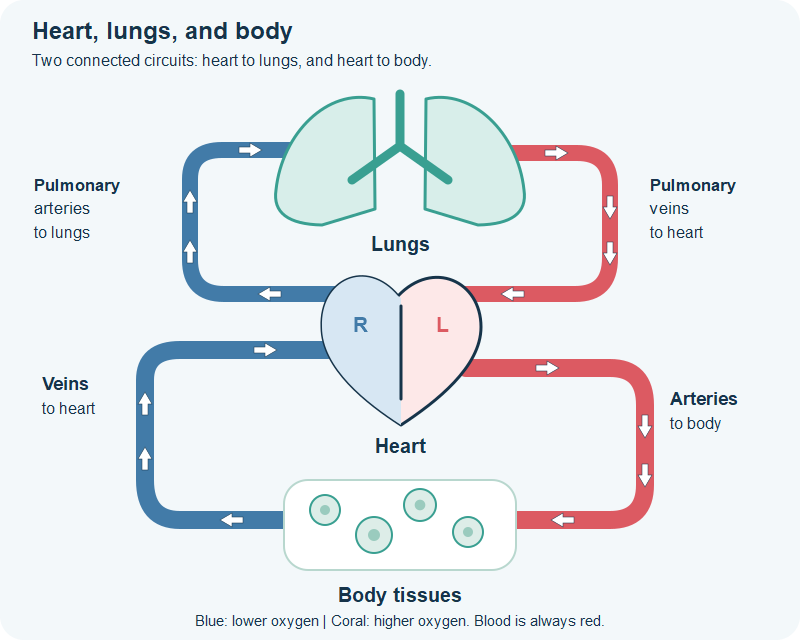 Heart, lungs, and body
Two connected circuits: heart to lungs, and heart to body.
Pulmonary
arteries
to lungs
Pulmonary
veins
to heart
Lungs
R
L
Veins
to heart
Arteries
to body
Heart
Body tissues
Blue: lower oxygen | Coral: higher oxygen. Blood is always red.